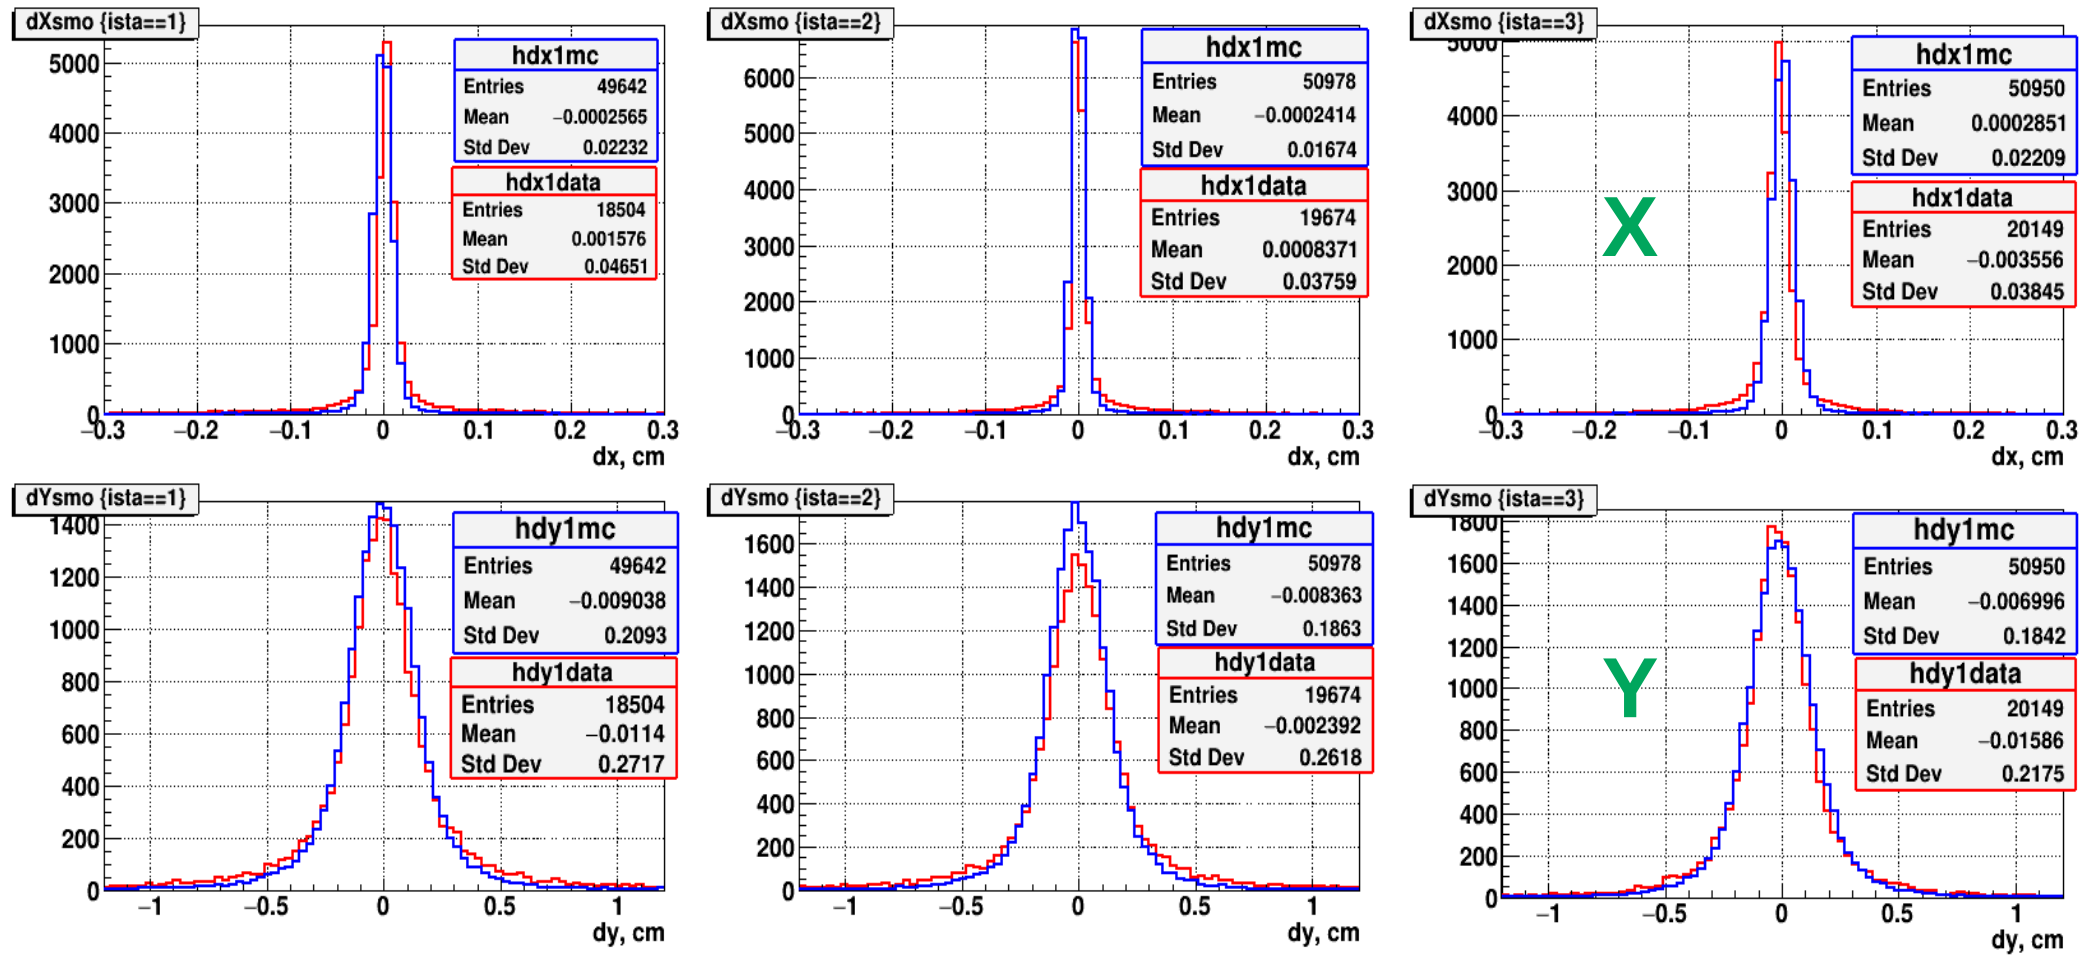 dXsmo {ista==1}
hdx1mc
Entries 49642
Mean −0.0002565
Std Dev 0.02232
hdx1data
Entries 18504
Mean 0.001576
Std Dev 0.04651
5000
4000
3000
2000
1000
0
−0.3 −0.2 −0.1 0 0.1 0.2 0.3
dx, cm
dXsmo {ista==2}
hdx1mc
Entries 50978
Mean −0.0002414
Std Dev 0.01674
hdx1data
Entries 19674
Mean 0.0008371
Std Dev 0.03759
6000
5000
4000
3000
2000
1000
0
−0.3 −0.2 −0.1 0 0.1 0.2 0.3
dx, cm
dXsmo {ista==3}
hdx1mc
Entries 50950
Mean 0.0002851
Std Dev 0.02209
hdx1data
Entries 20149
Mean −0.003556
Std Dev 0.03845
X
5000
4000
3000
2000
1000
0
−0.3 −0.2 −0.1 0 0.1 0.2 0.3
dx, cm
dYsmo {ista==1}
hdy1mc
Entries 49642
Mean −0.009038
Std Dev 0.2093
hdy1data
Entries 18504
Mean −0.0114
Std Dev 0.2717
1400
1200
1000
800
600
400
200
0
−1 −0.5 0 0.5 1
dy, cm
dYsmo {ista==2}
hdy1mc
Entries 50978
Mean −0.008363
Std Dev 0.1863
hdy1data
Entries 19674
Mean −0.002392
Std Dev 0.2618
1600
1400
1200
1000
800
600
400
200
0
−1 −0.5 0 0.5 1
dy, cm
dYsmo {ista==3}
hdy1mc
Entries 50950
Mean −0.006996
Std Dev 0.1842
hdy1data
Entries 20149
Mean −0.01586
Std Dev 0.2175
Y
1800
1600
1400
1200
1000
800
600
400
200
0
−1 −0.5 0 0.5 1
dy, cm